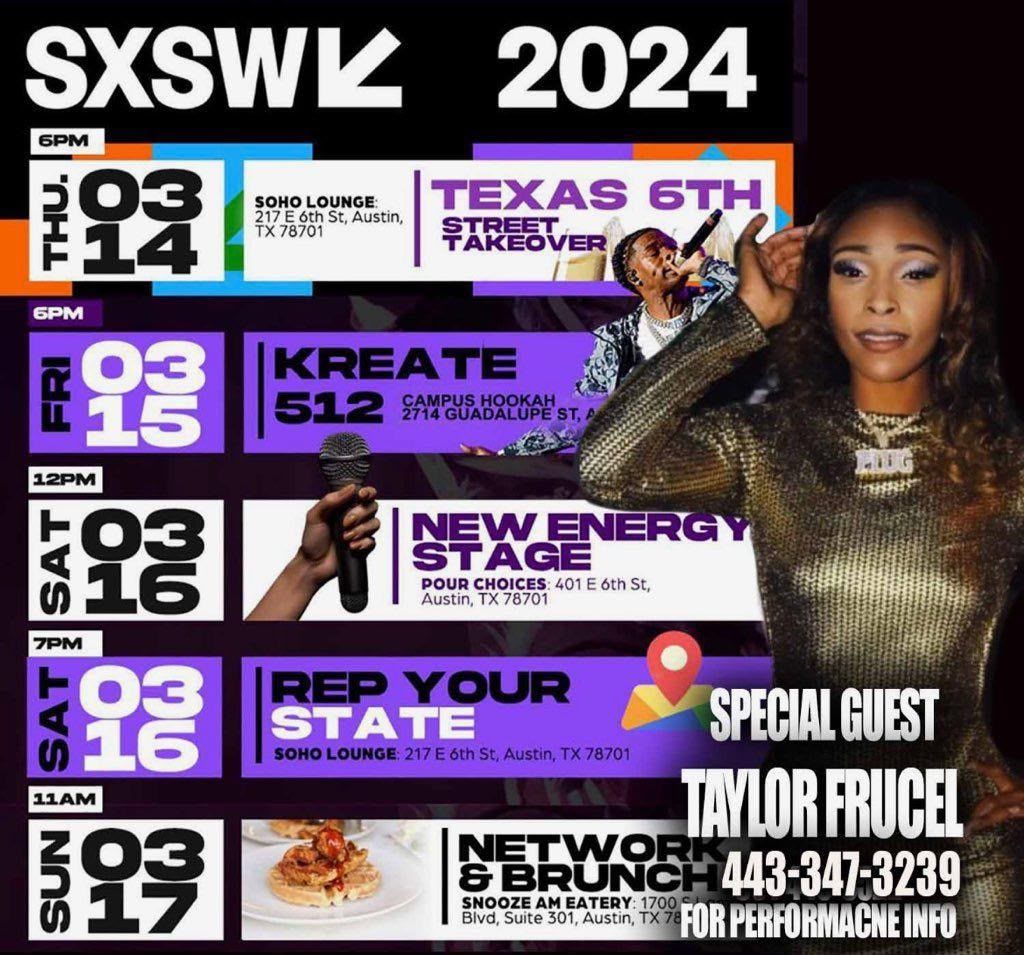 SXSW 2024
6PM
THU. 03 14
SOHO LOUNGE:
217 E 6th St, Austin,
TX 78701
TEXAS 6TH
STREET
TAKEOVER
6PM
FRI 03 15
KREATE
512
CAMPUS HOOKAH
2714 GUADALUPE ST, A
12PM
SAT 03 16
NEW ENERGY
STAGE
POUR CHOICES: 401 E 6th St,
Austin, TX 78701
7PM
SAT 03 16
REP YOUR
STATE
SOHO LOUNGE: 217 E 6th St, Austin, TX 78701
11AM
SUN 03 17
NETWORK
& BRUNCH
SNOOZE AM EATERY: 1700 S
Blvd, Suite 301, Austin, TX 78
SPECIAL GUEST
TAYLOR FRUCEL
443-347-3239
FOR PERFORMACNE INFO